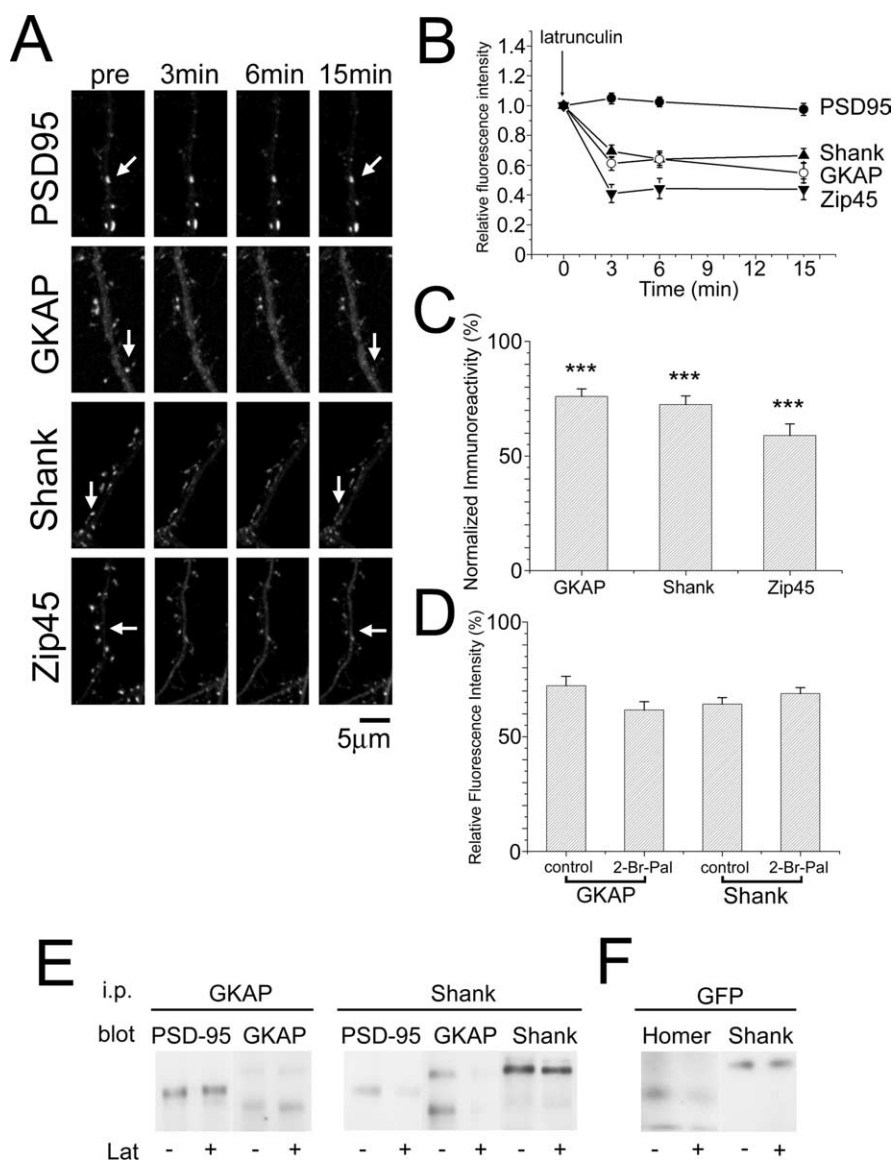 A
pre 3min 6min 15min
PSD95
GKAP
Shank
Zip45
5μm
B
latrunculin
Relative fluorescence intensity
1.4
1.2
1.0
0.8
0.6
0.4
0.2
0
PSD95
Shank
GKAP
Zip45
0 3 6 9 12 15
Time (min)
C
Normalized Immunoreactivity (%)
100
50
0
*** *** ***
GKAP Shank Zip45
D
Relative Fluorescence Intensity (%)
100
50
0
control 2-Br-Pal control 2-Br-Pal
GKAP Shank
E
i.p. GKAP Shank
blot PSD-95 GKAP PSD-95 GKAP Shank
Lat - + - + - + - + - +
F
GFP
Homer Shank
- + - +